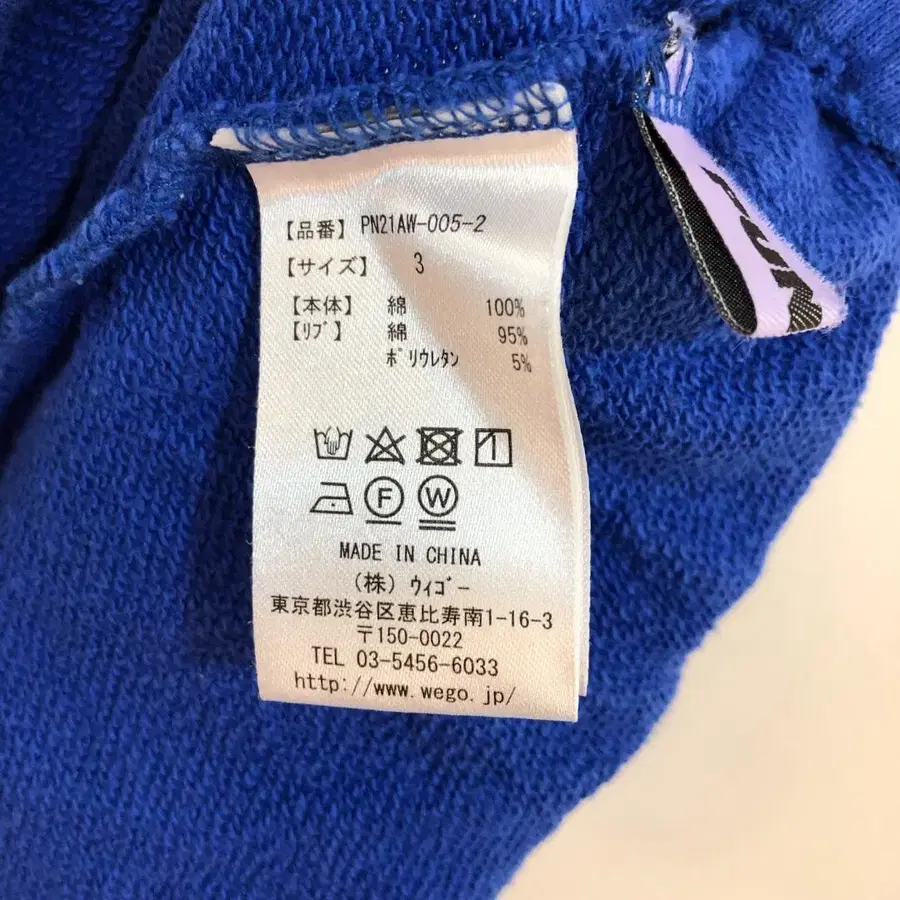 【品番】 PN21AW-005-2
【サイズ】 3
【本体】 綿 100%
【ﾘﾌﾞ】 綿 95%
ﾎﾟﾘｳﾚﾀﾝ 5%
F W
MADE IN CHINA
(株) ｳｨｺﾞｰ
東京都渋谷区恵比寿南1-16-3
〒150-0022
TEL 03-5456-6033
http://www.wego.jp/